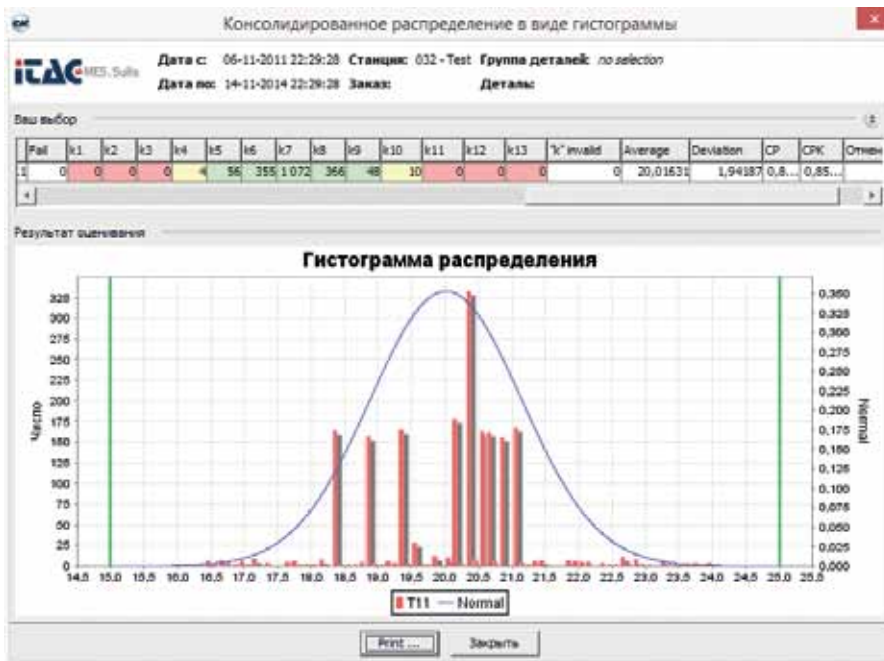 Консолидированное распределение в виде гистограммы
iTAC MES.Suite
Дата с: 06-11-2011 22:29:28 Станция: 032 - Test Группа деталей: no selection
Дата по: 14-11-2014 22:29:28 Заказ: Деталь:
Ваш выбор
Fail k1 k2 k3 k4 k5 k6 k7 k8 k9 k10 k11 k12 k13 "k" invalid Average Deviation CP CPK Отмен
.1 0 0 0 0 4 56 355 1 072 366 48 10 0 0 0 0 20,01631 1,94187 0,8... 0,85...
Результат оценивания
Гистограмма распределения
Число
325
300
275
250
225
200
175
150
125
100
75
50
25
0
14,5 15,0 15,5 16,0 16,5 17,0 17,5 18,0 18,5 19,0 19,5 20,0 20,5 21,0 21,5 22,0 22,5 23,0 23,5 24,0 24,5 25,0 25,5
0,350
0,325
0,300
0,275
0,250
0,225
0,200
0,175
0,150
0,125
0,100
0,075
0,050
0,025
0,000
Normal
T11 Normal
Print ... Закрыть